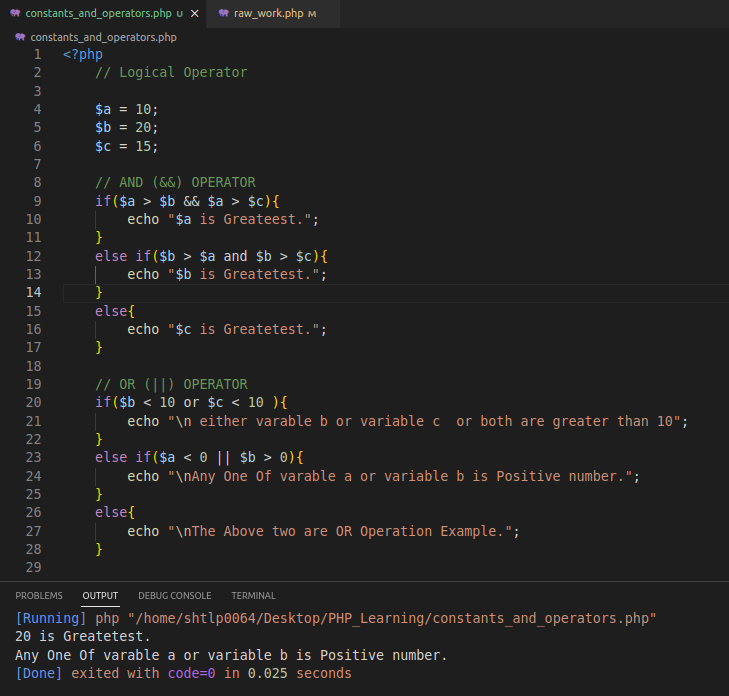 constants_and_operators.php U ×
raw_work.php M
constants_and_operators.php
1 <?php
2 // Logical Operator
3
4 $a = 10;
5 $b = 20;
6 $c = 15;
7
8 // AND (&&) OPERATOR
9 if($a > $b && $a > $c){
10 echo "$a is Greateest.";
11 }
12 else if($b > $a and $b > $c){
13 echo "$b is Greatetest.";
14 }
15 else{
16 echo "$c is Greatetest.";
17 }
18
19 // OR (||) OPERATOR
20 if($b < 10 or $c < 10 ){
21 echo "\n either varable b or variable c  or both are greater than 10";
22 }
23 else if($a < 0 || $b > 0){
24 echo "\nAny One Of varable a or variable b is Positive number.";
25 }
26 else{
27 echo "\nThe Above two are OR Operation Example.";
28 }
29
PROBLEMS OUTPUT DEBUG CONSOLE TERMINAL
[Running] php "/home/shtlp0064/Desktop/PHP_Learning/constants_and_operators.php"
20 is Greatetest.
Any One Of varable a or variable b is Positive number.
[Done] exited with code=0 in 0.025 seconds